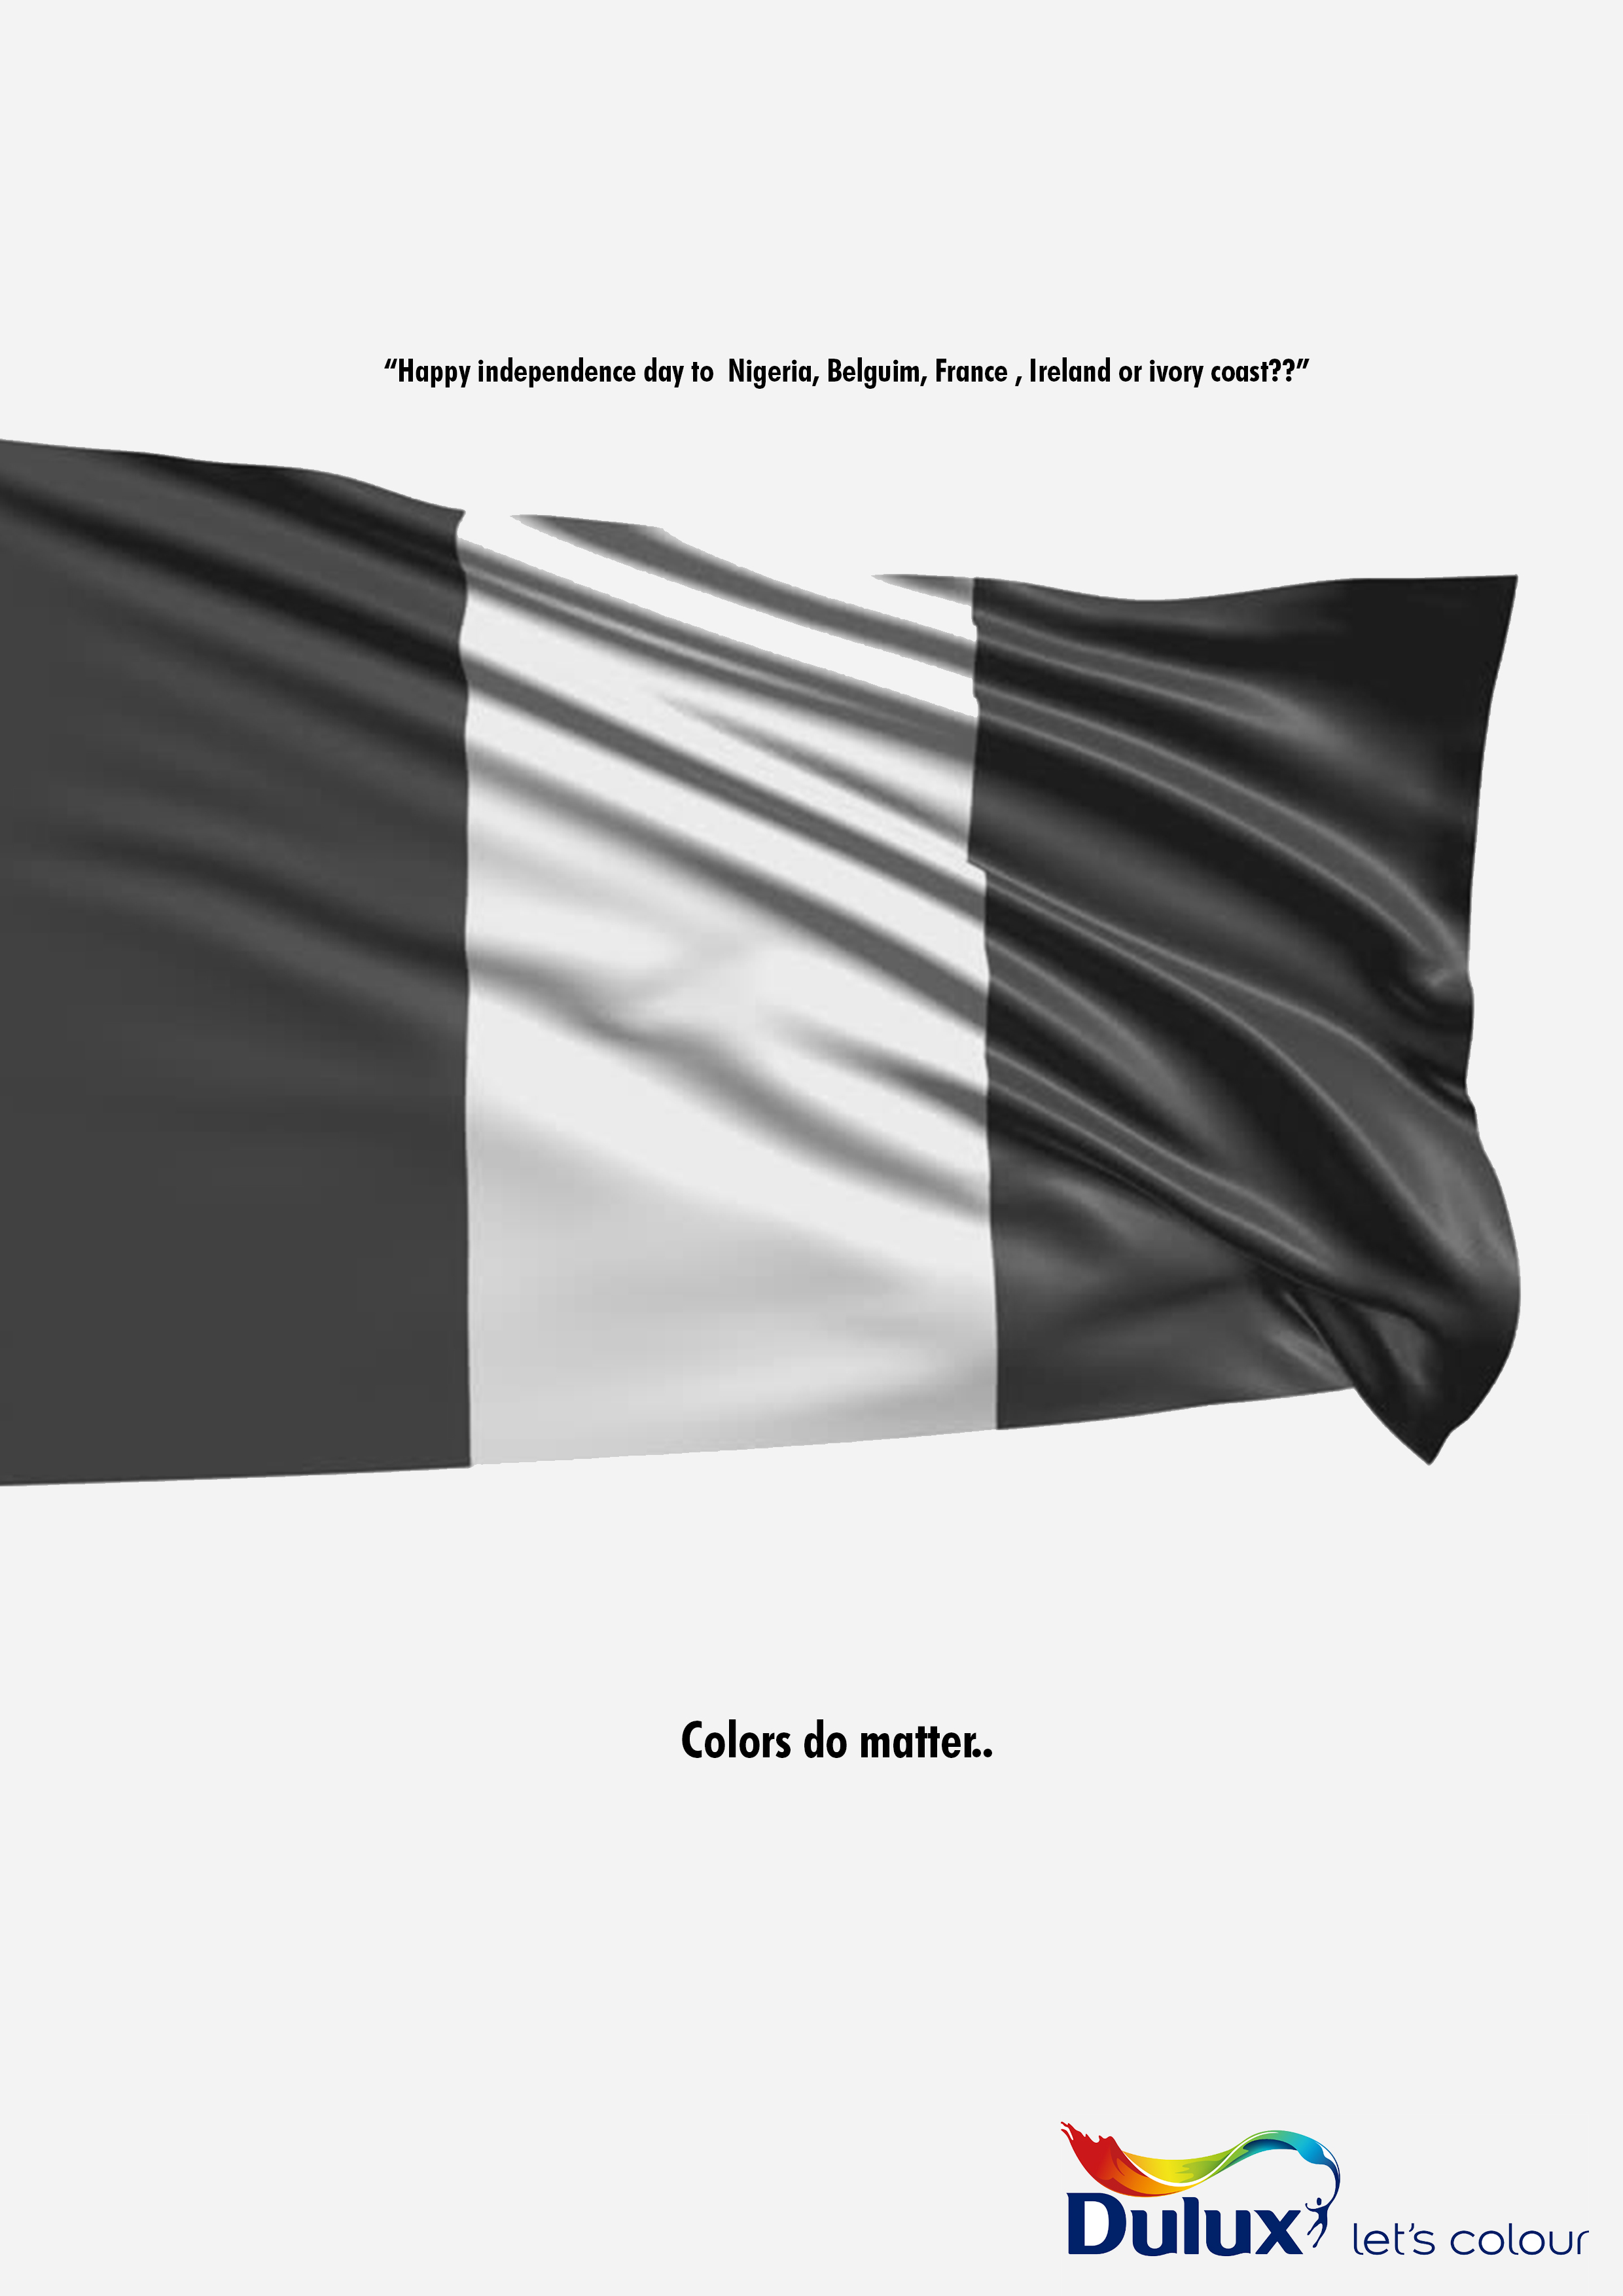 “Happy independence day to  Nigeria, Belguim, France , Ireland or ivory coast??”
Colors do matter..
Dulux let's colour